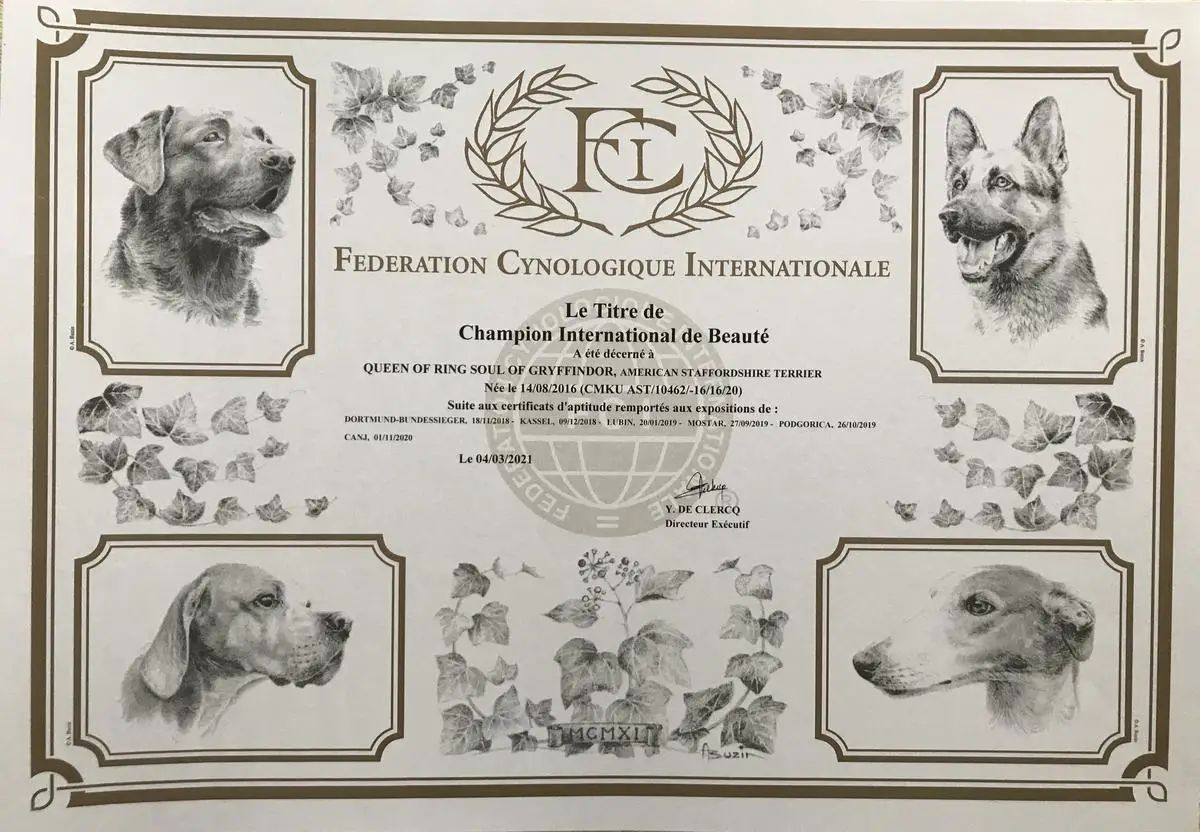 FCI
FEDERATION CYNOLOGIQUE INTERNATIONALE
Le Titre de
Champion International de Beauté
A été décerné à
QUEEN OF RING SOUL OF GRYFFINDOR, AMERICAN STAFFORDSHIRE TERRIER
Née le 14/08/2016 (CMKU AST/10462/-16/16/20)
Suite aux certificats d'aptitude remportés aux expositions de :
DORTMUND-BUNDESSIEGER, 18/11/2018 - KASSEL, 09/12/2018 - LUBIN, 20/01/2019 - MOSTAR, 27/09/2019 - PODGORICA, 26/10/2019
CANJ, 01/11/2020
Le 04/03/2021
Y. DE CLERCQ
Directeur Exécutif
MCMXI